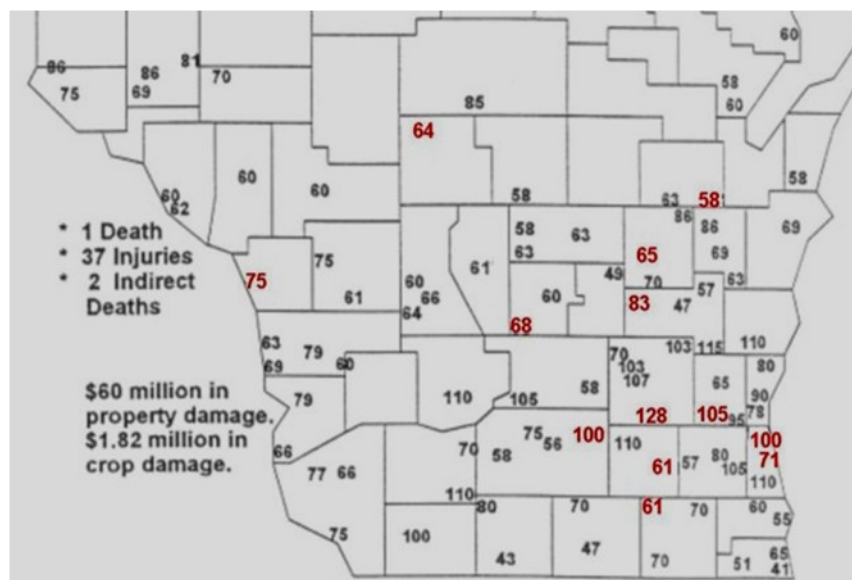 60
86 86 81
75 69 70 58
85 60
64
60 60 60 58 63 58 58
62 86 86 69
* 1 Death 58 63
* 37 Injuries 75 63 65 69
* 2 Indirect 75 61 49 70 63
Deaths 60 60 57
61 66 83 47
64 68
63 79 70 103 115 110
69 60 103 80
107
$60 million in 79 110 105 58 65 90
property damage. 128 105 95 78
$1.82 million in 75 56 100 110 100
crop damage. 66 70 58 61 57 80 71
77 66 105 110
110 80 70 61 70 60
75 100 55
43 47 70 51 65
41